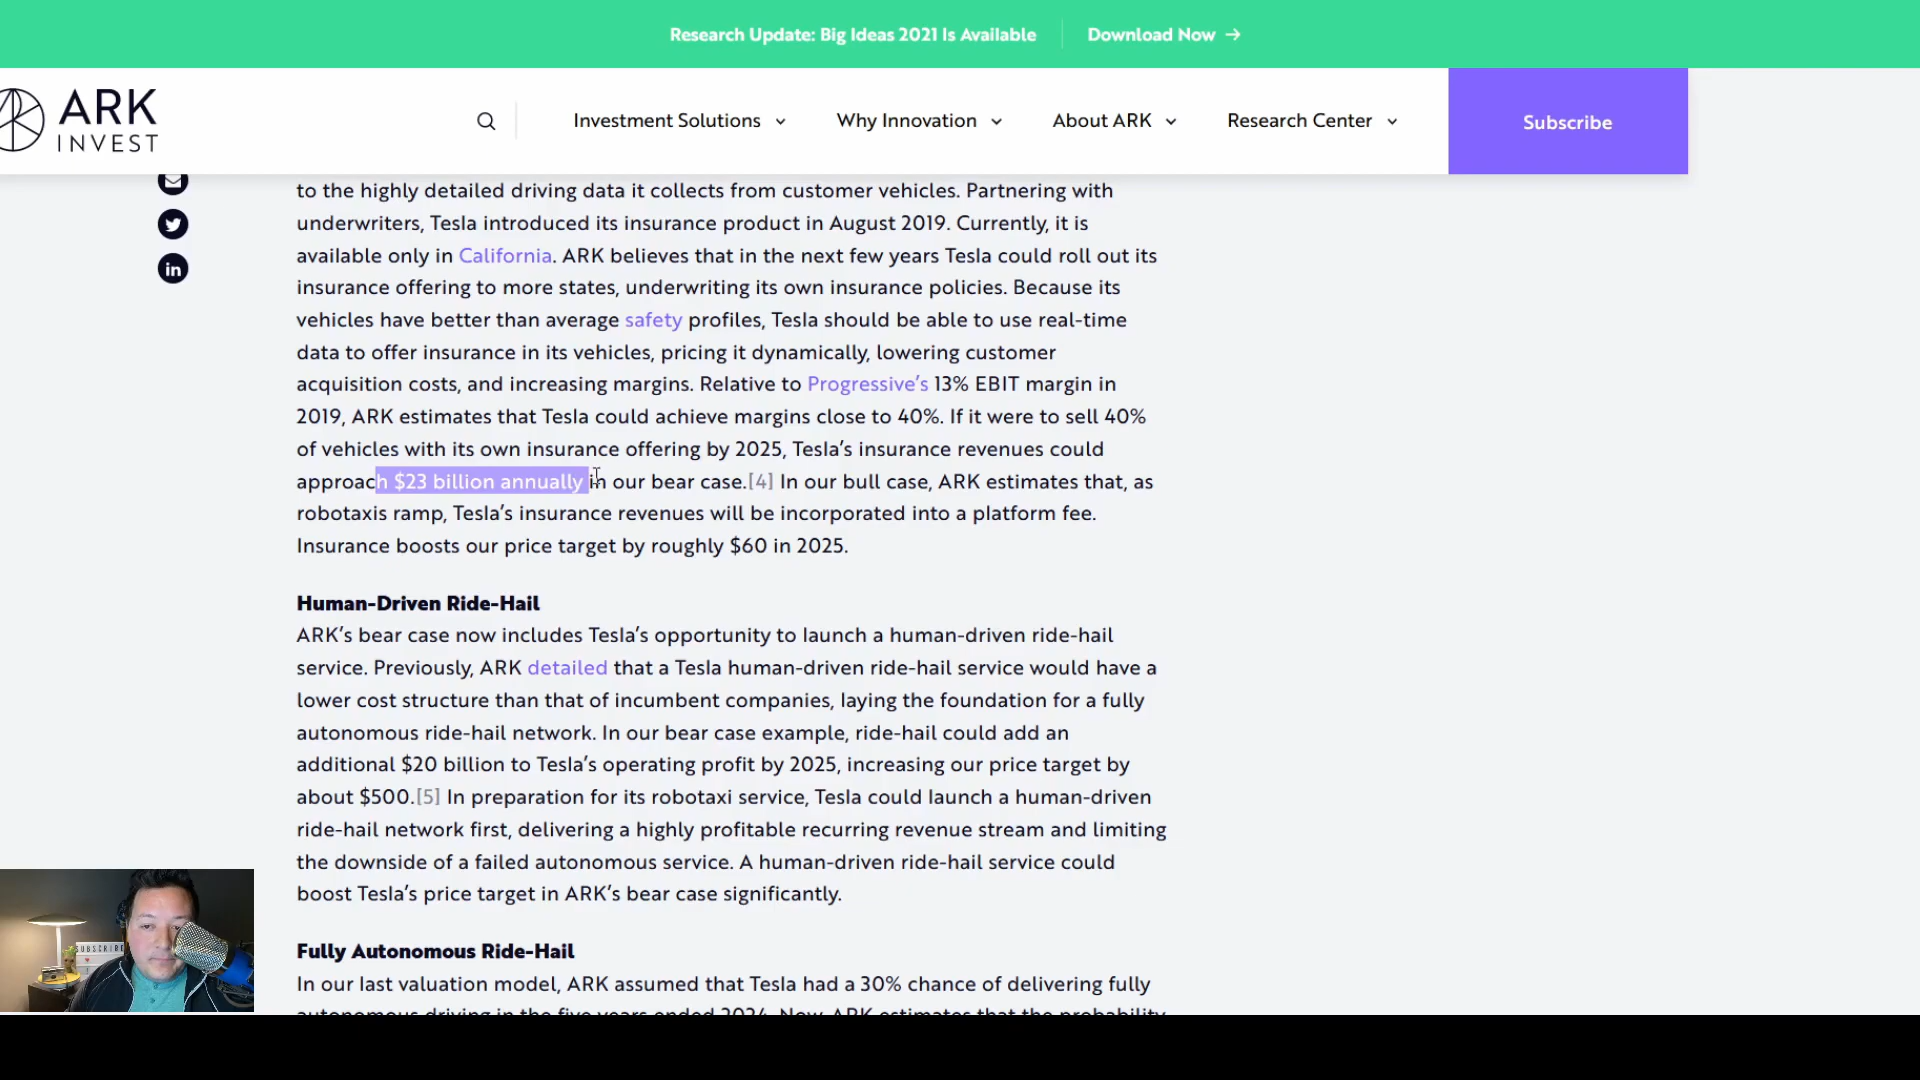 Research Update: Big Ideas 2021 Is Available
Download Now →
ARK
INVEST
Investment Solutions
Why Innovation
About ARK
Research Center
Subscribe
to the highly detailed driving data it collects from customer vehicles. Partnering with
underwriters, Tesla introduced its insurance product in August 2019. Currently, it is
available only in California. ARK believes that in the next few years Tesla could roll out its
insurance offering to more states, underwriting its own insurance policies. Because its
vehicles have better than average safety profiles, Tesla should be able to use real-time
data to offer insurance in its vehicles, pricing it dynamically, lowering customer
acquisition costs, and increasing margins. Relative to Progressive’s 13% EBIT margin in
2019, ARK estimates that Tesla could achieve margins close to 40%. If it were to sell 40%
of vehicles with its own insurance offering by 2025, Tesla’s insurance revenues could
approach $23 billion annually in our bear case.[4] In our bull case, ARK estimates that, as
robotaxis ramp, Tesla’s insurance revenues will be incorporated into a platform fee.
Insurance boosts our price target by roughly $60 in 2025.
Human-Driven Ride-Hail
ARK’s bear case now includes Tesla’s opportunity to launch a human-driven ride-hail
service. Previously, ARK detailed that a Tesla human-driven ride-hail service would have a
lower cost structure than that of incumbent companies, laying the foundation for a fully
autonomous ride-hail network. In our bear case example, ride-hail could add an
additional $20 billion to Tesla’s operating profit by 2025, increasing our price target by
about $500.[5] In preparation for its robotaxi service, Tesla could launch a human-driven
ride-hail network first, delivering a highly profitable recurring revenue stream and limiting
the downside of a failed autonomous service. A human-driven ride-hail service could
boost Tesla’s price target in ARK’s bear case significantly.
SUBSCRIBE
Fully Autonomous Ride-Hail
In our last valuation model, ARK assumed that Tesla had a 30% chance of delivering fully
autonomous driving in the five years ended 2024. Now, ARK estimates that the probability